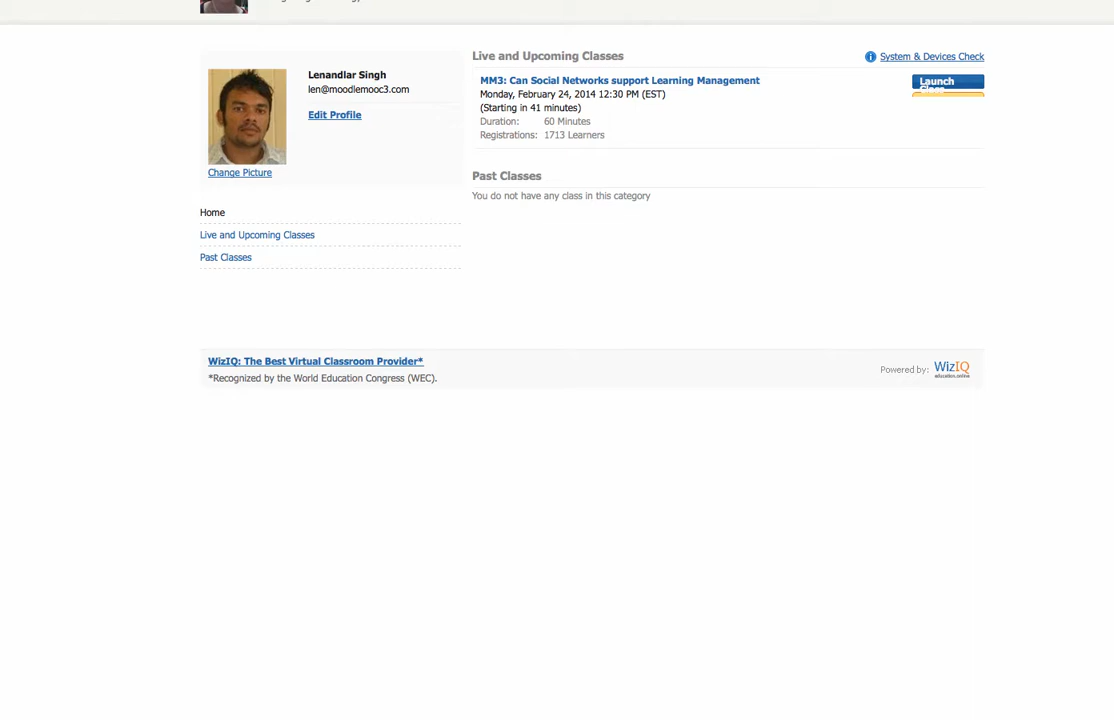 Live and Upcoming Classes
System & Devices Check
Lenandlar Singh
len@moodlemooc3.com
Edit Profile
Change Picture
MM3: Can Social Networks support Learning Management
Monday, February 24, 2014 12:30 PM (EST)
(Starting in 41 minutes)
Duration: 60 Minutes
Registrations: 1713 Learners
Launch
Class
Past Classes
You do not have any class in this category
Home
Live and Upcoming Classes
Past Classes
WizIQ: The Best Virtual Classroom Provider*
*Recognized by the World Education Congress (WEC).
Powered by: WizIQ
education.online